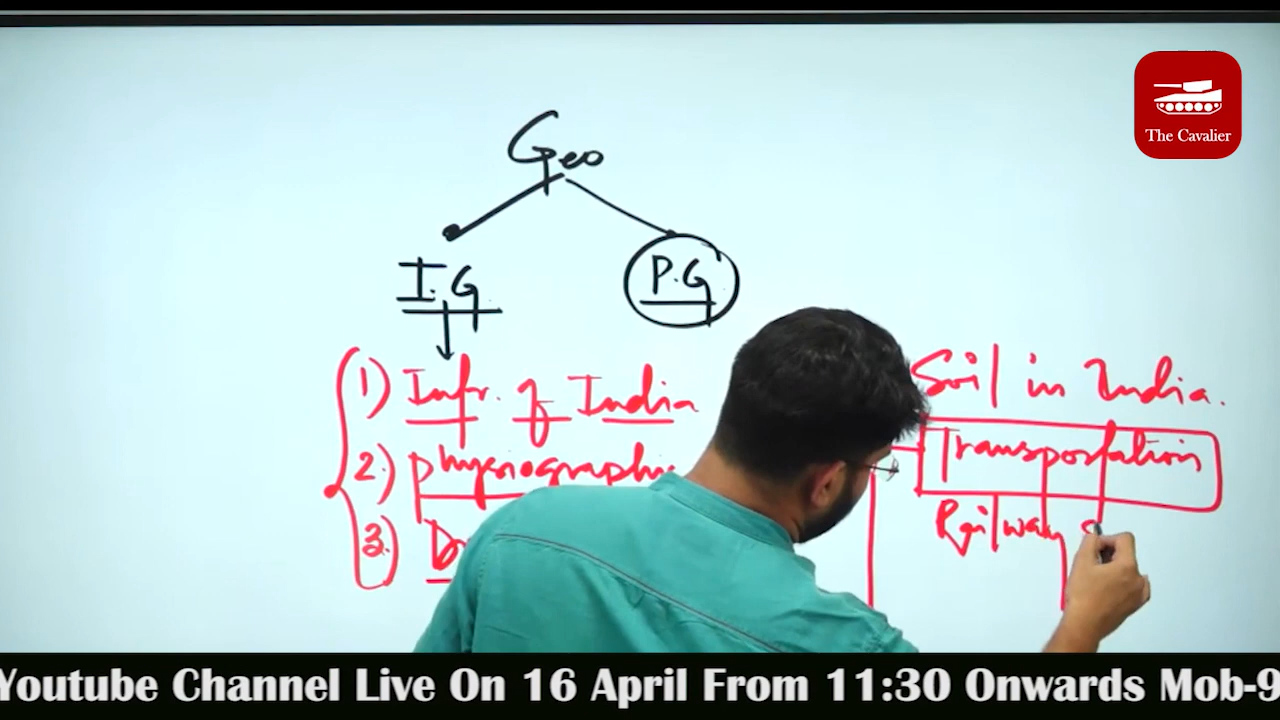 The Cavalier
Geo
I.G
P.G
1) Infr. of India
2.)
3.)
Soil in India.
Transportation
Railway
Youtube Channel Live On 16 April From 11:30 Onwards Mob-9